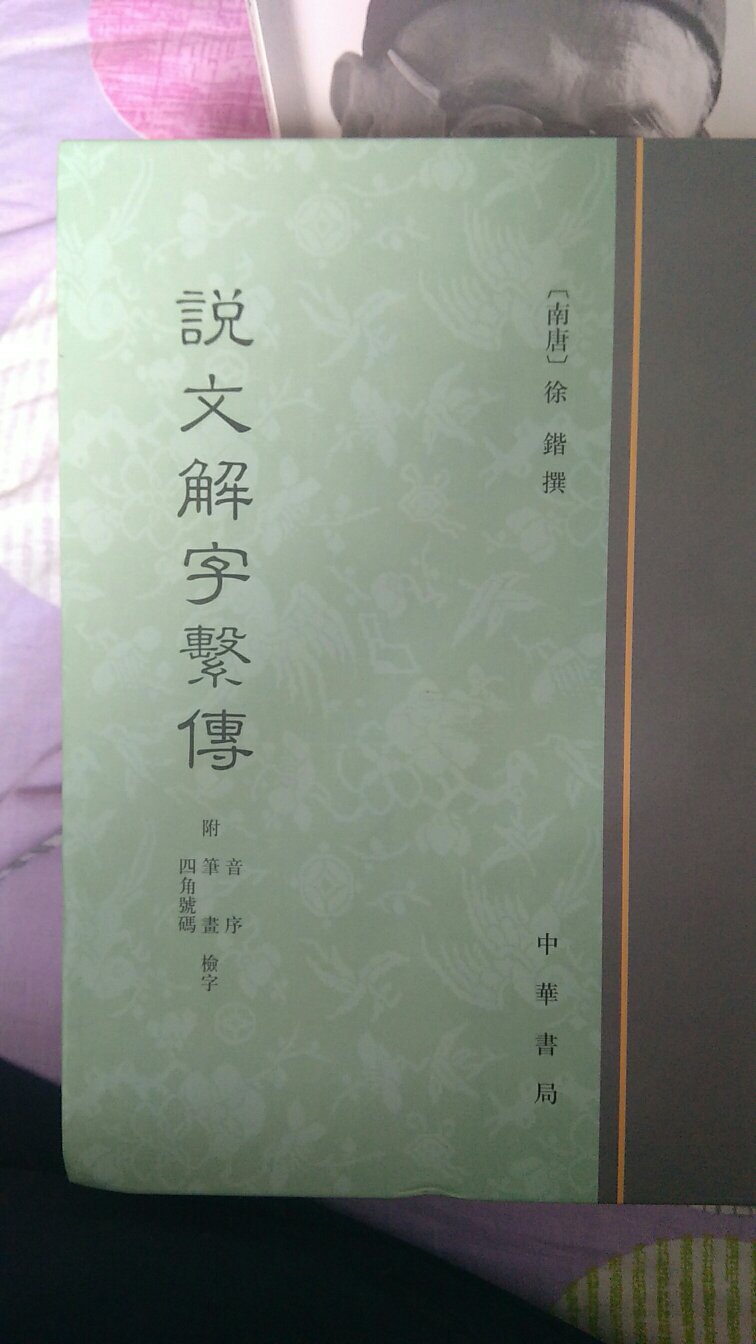 〔南唐〕徐鍇撰
説文解字繫傳
附
音序
筆畫
四角號碼
檢字
中華書局